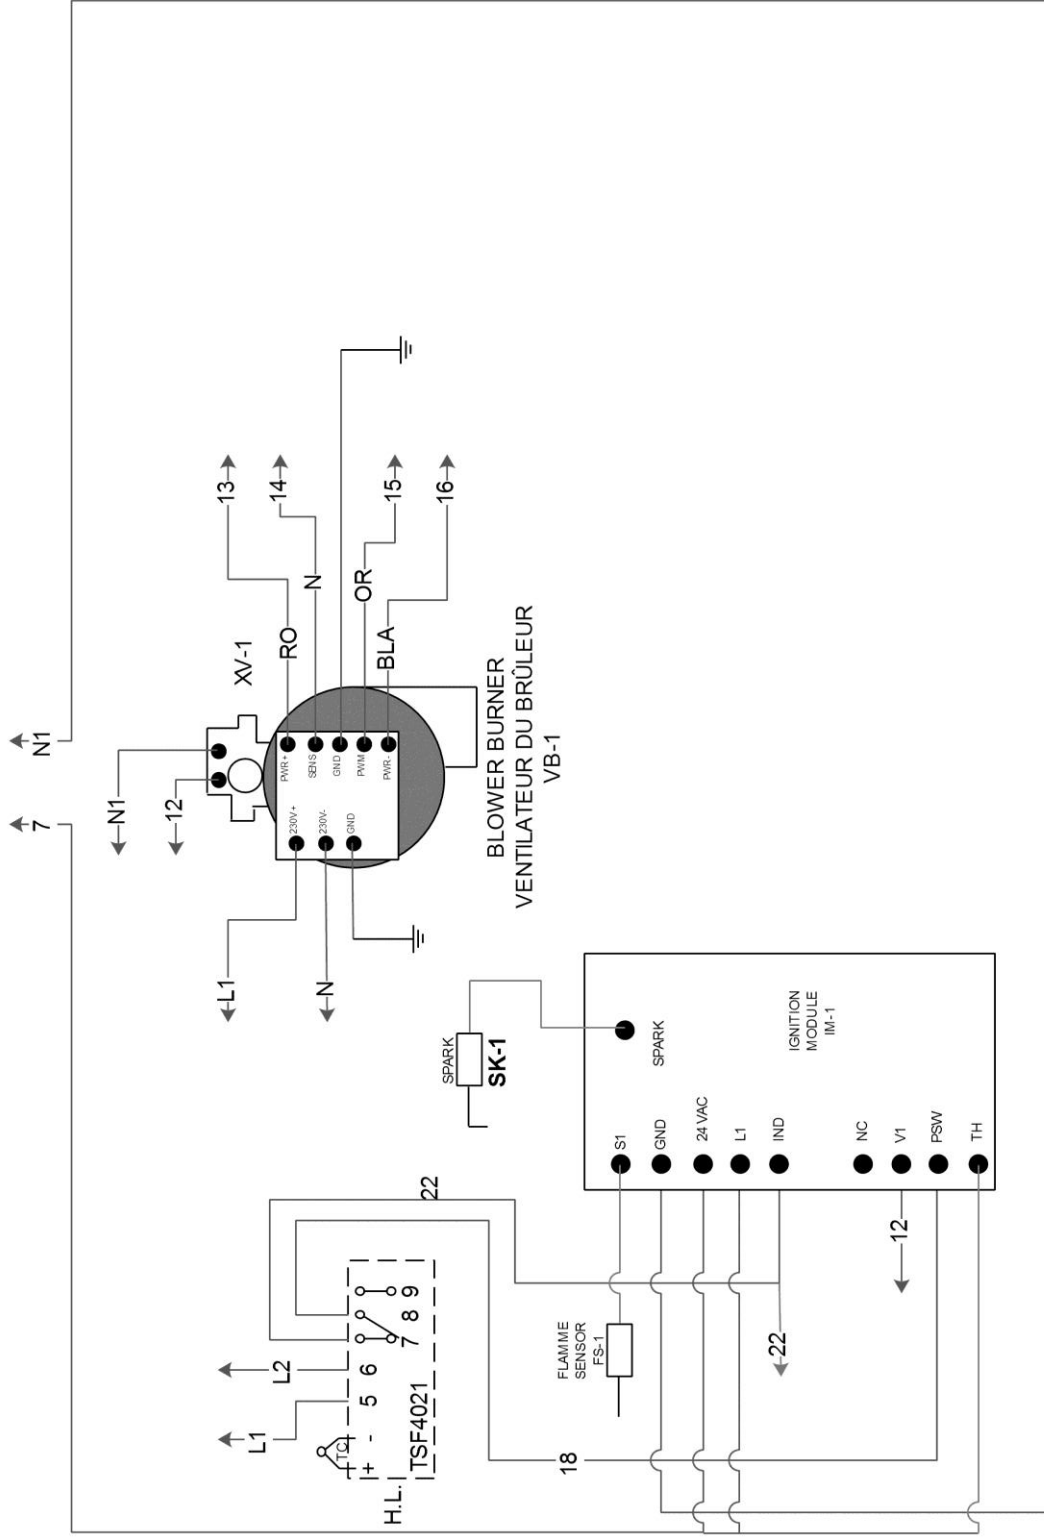 N1
7
N1
12
XV-1
13
14
15
16
RO
N
OR
BLA
PWR+
SENS
GND
PWM
PWR-
230V+
230V-
GND
L1
N
BLOWER BURNER
VENTILATEUR DU BRÛLEUR
VB-1
SPARK
SK-1
SPARK
IGNITION
MODULE
IM-1
S1
GND
24 VAC
L1
IND
NC
V1
PSW
TH
22
12
22
18
FLAMME
SENSOR
FS-1
L2
L1
9
8
7
6
5
-
+
TC
TSF4021
H.L.